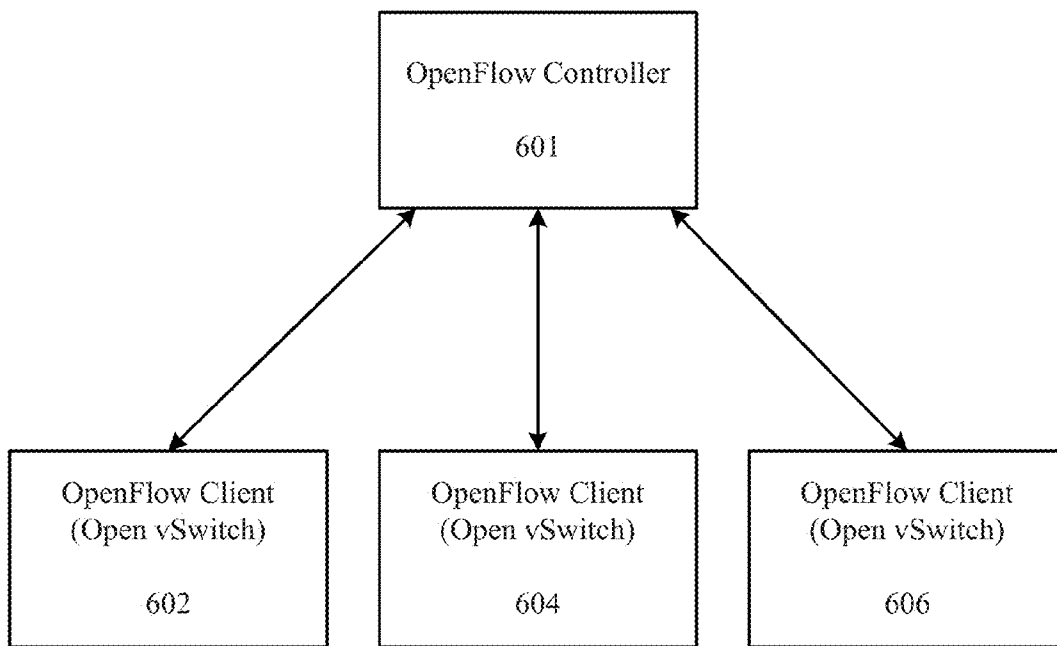 OpenFlow Controller
601
OpenFlow Client
(Open vSwitch)
602
OpenFlow Client
(Open vSwitch)
604
OpenFlow Client
(Open vSwitch)
606